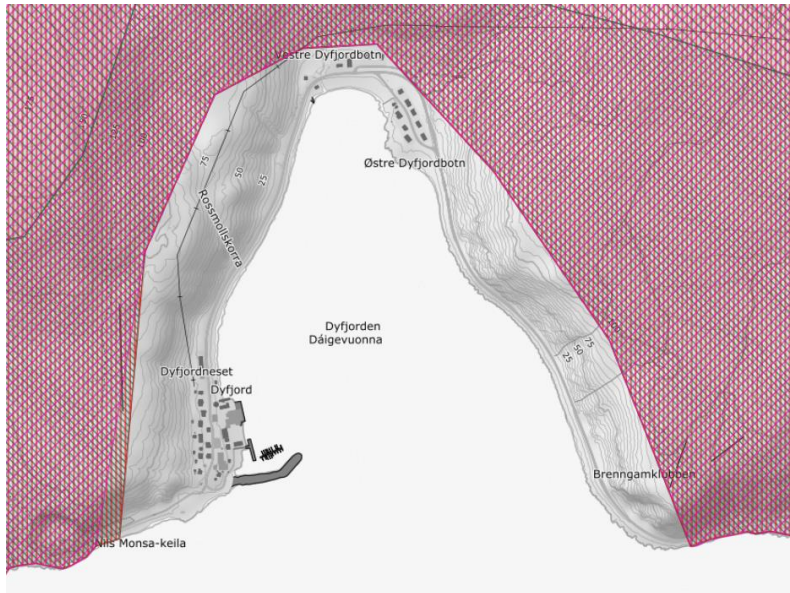 Vestre Dyfjordbotn
Østre Dyfjordbotn
75
50
25
Rossmollskorra
Dyfjorden
Dáigevuonna
75
50
25
Dyfjordneset
Dyfjord
Brenngamklubben
Nils Monsa-keila